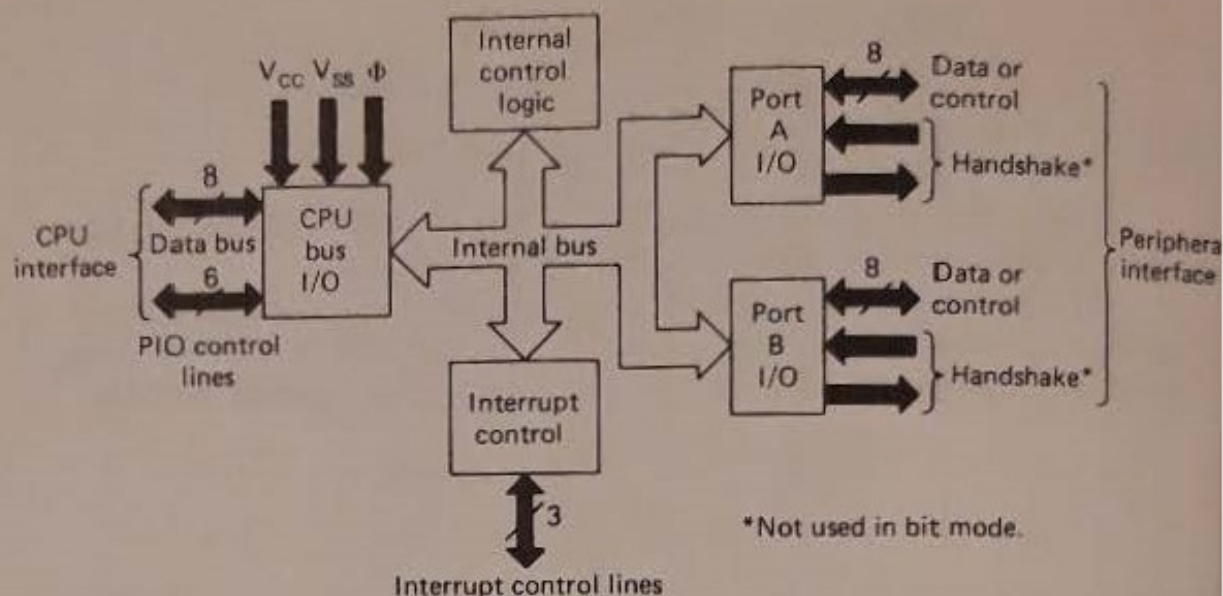 Internal
control
logic
V_CC V_SS Φ
8
Data or
control
Port
A
I/O
Handshake*
CPU
interface
8
Data bus
6
PIO control
lines
CPU
bus
I/O
Internal bus
Periphera
interface
8
Data or
control
Port
B
I/O
Handshake*
Interrupt
control
3
Interrupt control lines
*Not used in bit mode.